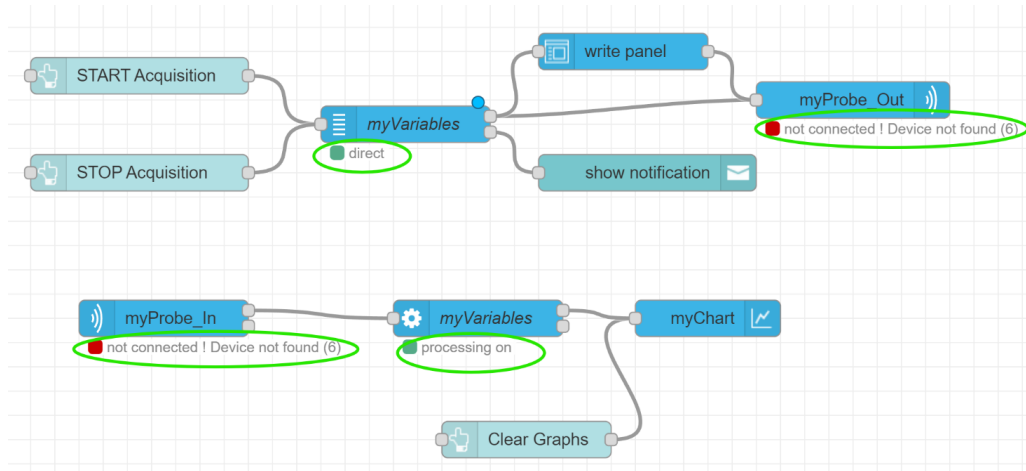 START Acquisition
write panel
myVariables
myProbe_Out
not connected ! Device not found (6)
direct
STOP Acquisition
show notification
myProbe_In
not connected ! Device not found (6)
myVariables
processing on
myChart
Clear Graphs